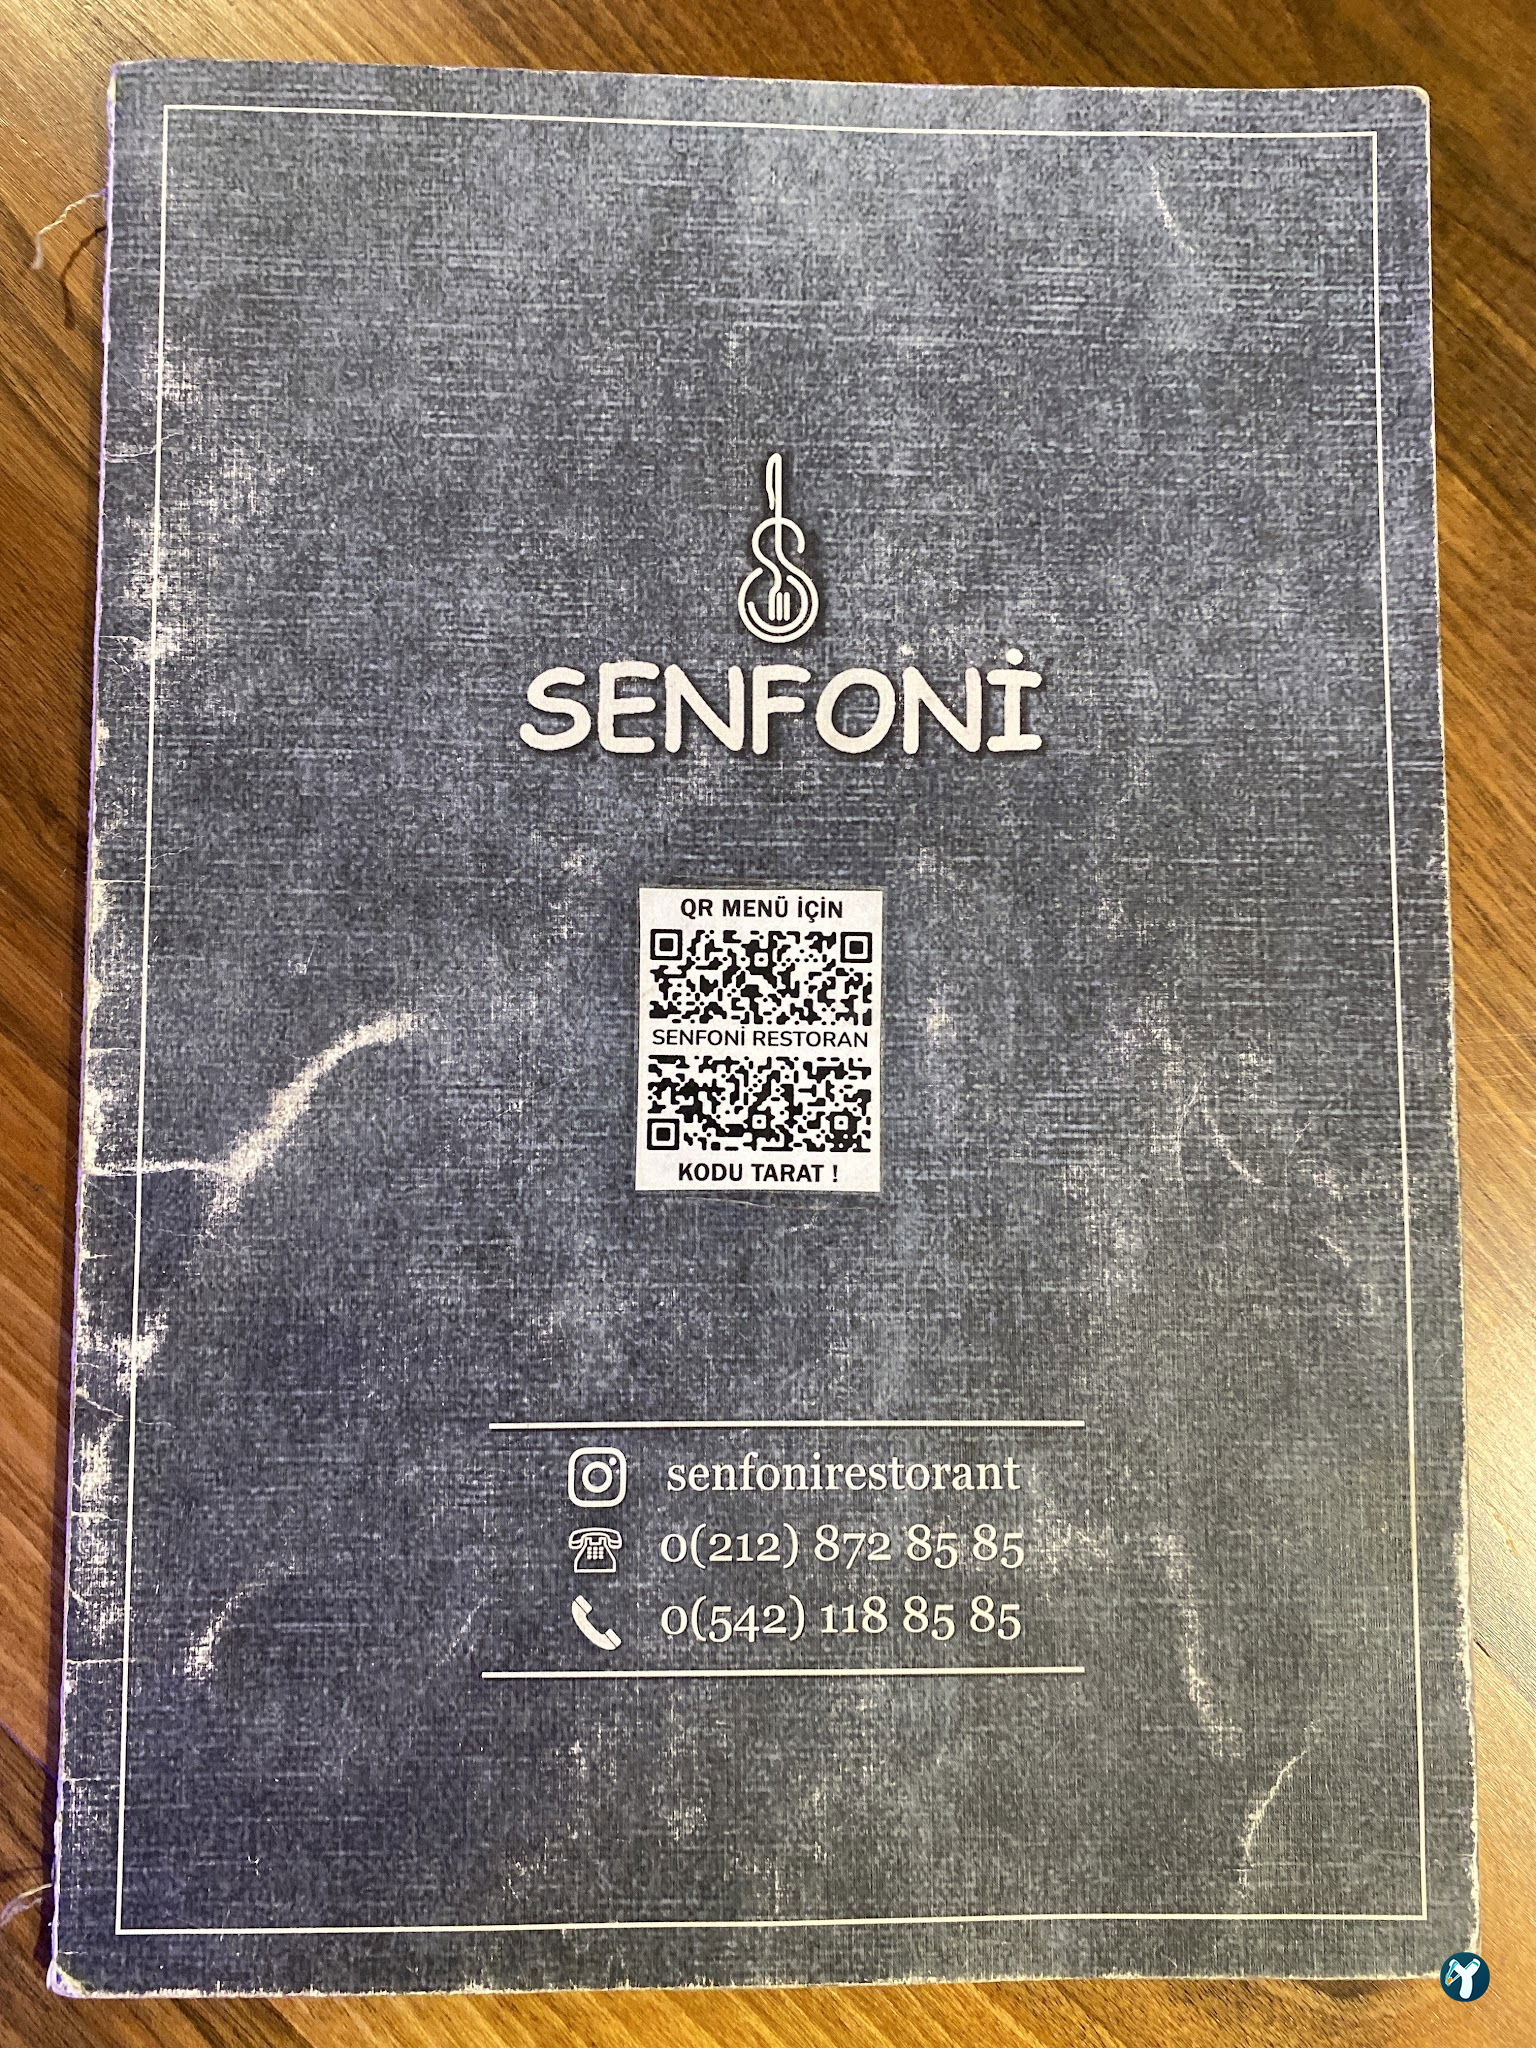 SENFONİ
QR MENÜ İÇİN
SENFONİ RESTORAN
KODU TARAT !
senfonirestorant
0(212) 872 85 85
0(542) 118 85 85